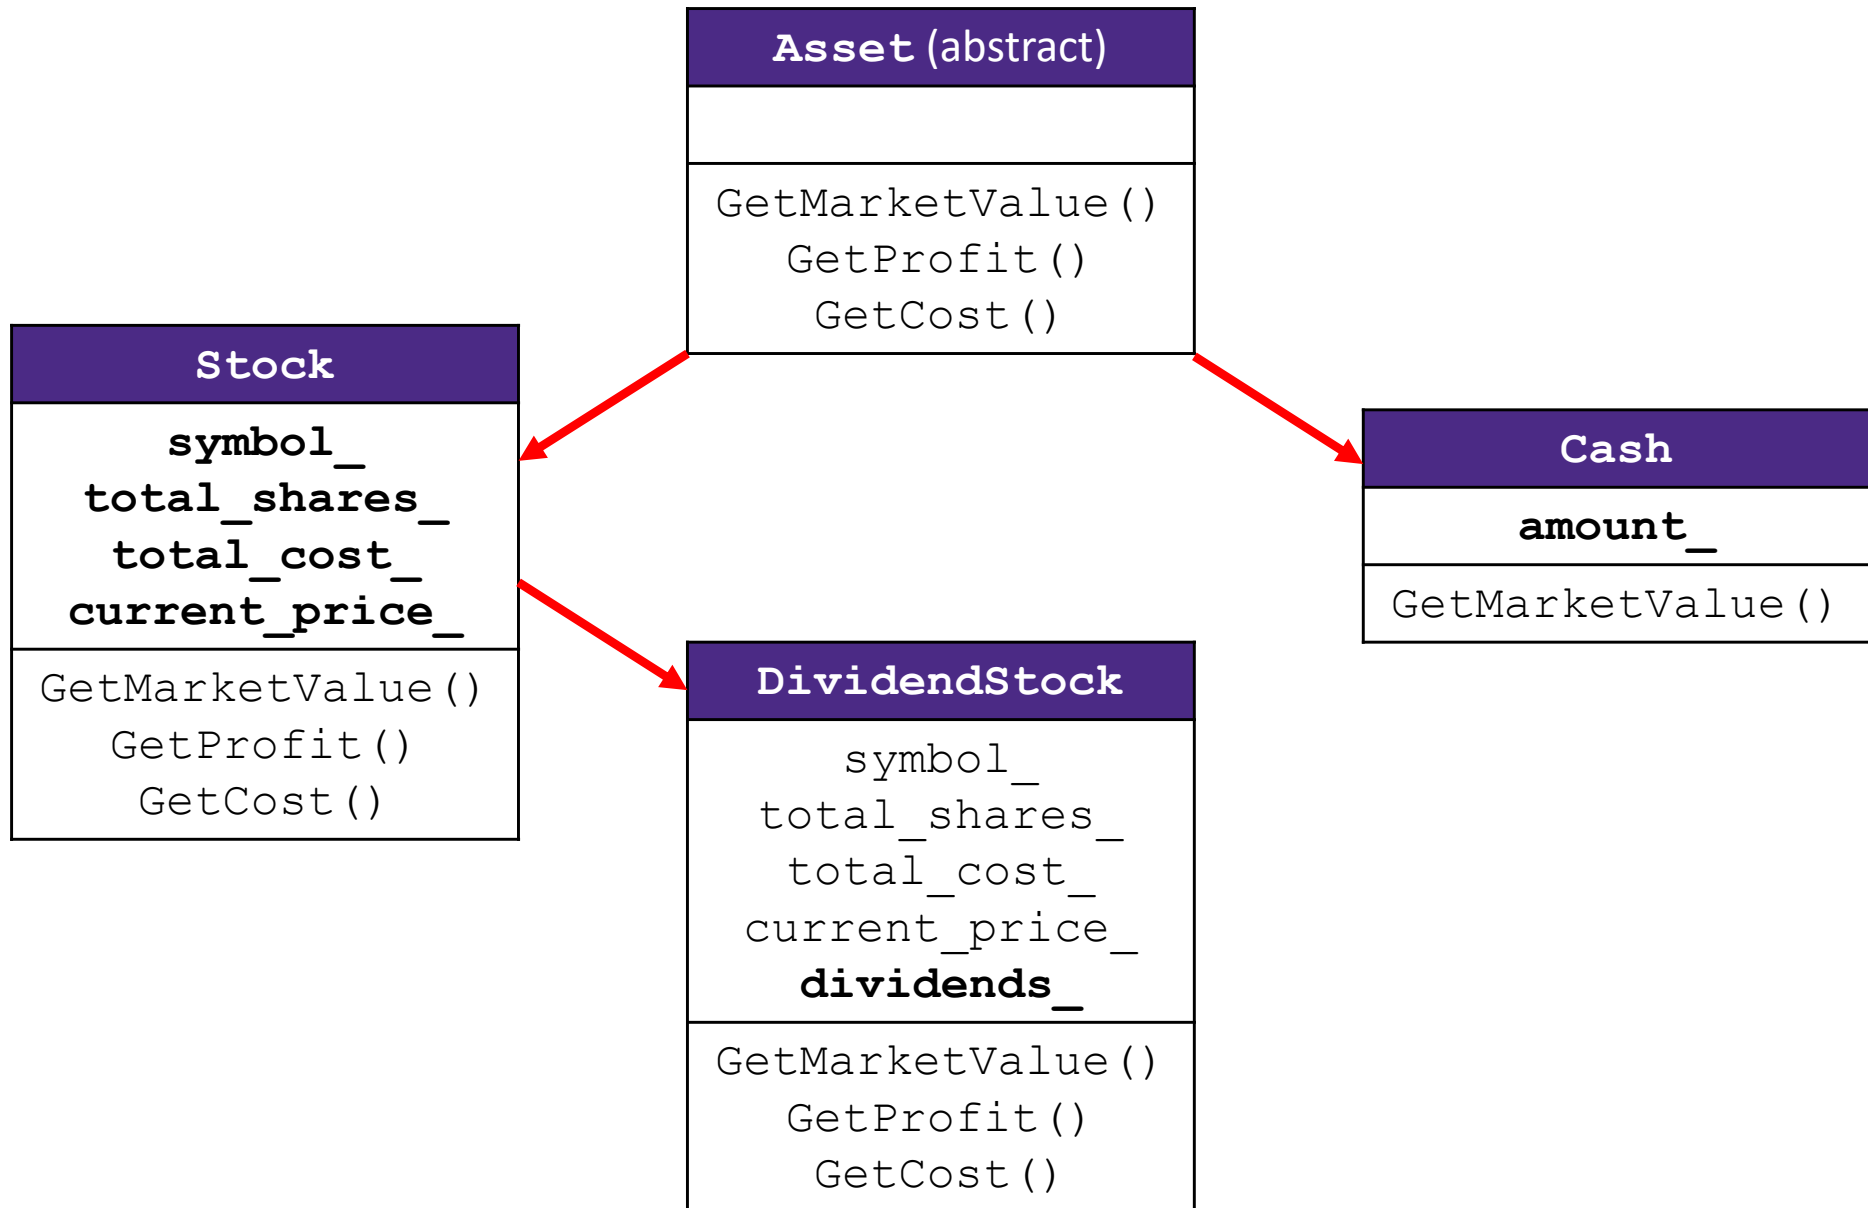 Asset (abstract)
GetMarketValue()
GetProfit()
GetCost()
Stock
symbol_
total_shares_
total_cost_
current_price_
GetMarketValue()
GetProfit()
GetCost()
Cash
amount_
GetMarketValue()
DividendStock
symbol_
total_shares_
total_cost_
current_price_
dividends_
GetMarketValue()
GetProfit()
GetCost()